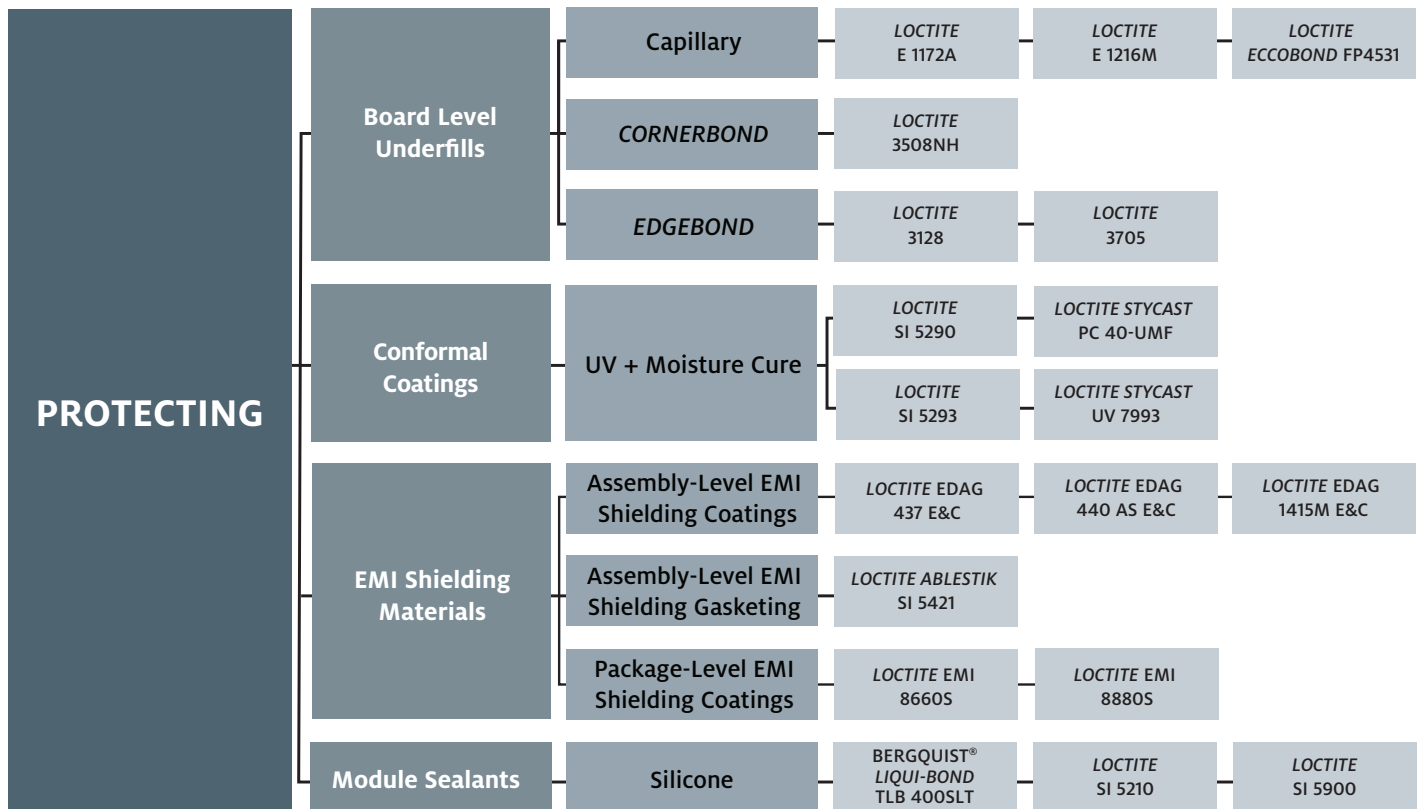 PROTECTING
Board Level
Underfills
Capillary
LOCTITE
E 1172A
LOCTITE
E 1216M
LOCTITE
ECCOBOND FP4531
CORNERBOND
LOCTITE
3508NH
EDGEBOND
LOCTITE
3128
LOCTITE
3705
Conformal
Coatings
UV + Moisture Cure
LOCTITE
SI 5290
LOCTITE STYCAST
PC 40-UMF
LOCTITE
SI 5293
LOCTITE STYCAST
UV 7993
EMI Shielding
Materials
Assembly-Level EMI
Shielding Coatings
LOCTITE EDAG
437 E&C
LOCTITE EDAG
440 AS E&C
LOCTITE EDAG
1415M E&C
Assembly-Level EMI
Shielding Gasketing
LOCTITE ABLESTIK
SI 5421
Package-Level EMI
Shielding Coatings
LOCTITE EMI
8660S
LOCTITE EMI
8880S
Module Sealants
Silicone
BERGQUIST®
LIQUI-BOND
TLB 400SLT
LOCTITE
SI 5210
LOCTITE
SI 5900